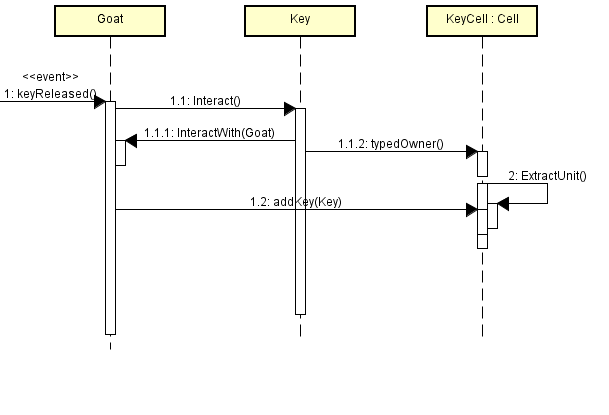 Goat
Key
KeyCell : Cell
<<event>>
1: keyReleased()
1.1: Interact()
1.1.1: InteractWith(Goat)
1.1.2: typedOwner()
2: ExtractUnit()
1.2: addKey(Key)